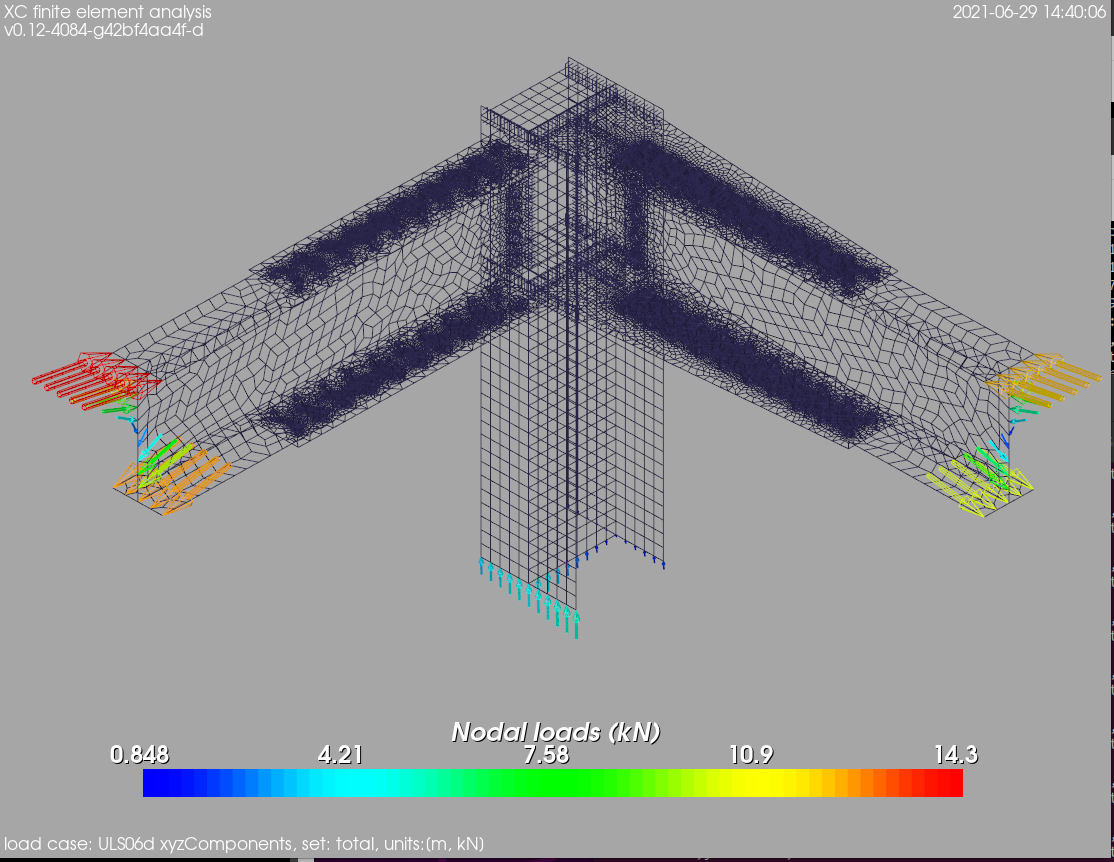 XC finite element analysis
v0.12-4084-g42bf4aa4f-d
2021-06-29 14:40:06
Nodal loads (kN)
0.848 4.21 7.58 10.9 14.3
load case: ULS06d xyzComponents, set: total, units:[m, kN]